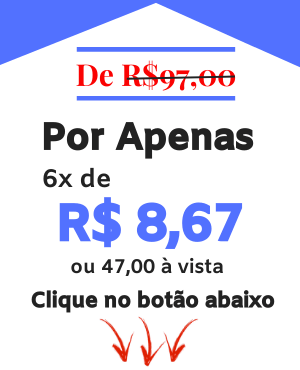 De R$97,00
Por Apenas
6x de
R$ 8,67
ou 47,00 à vista
Clique no botão abaixo